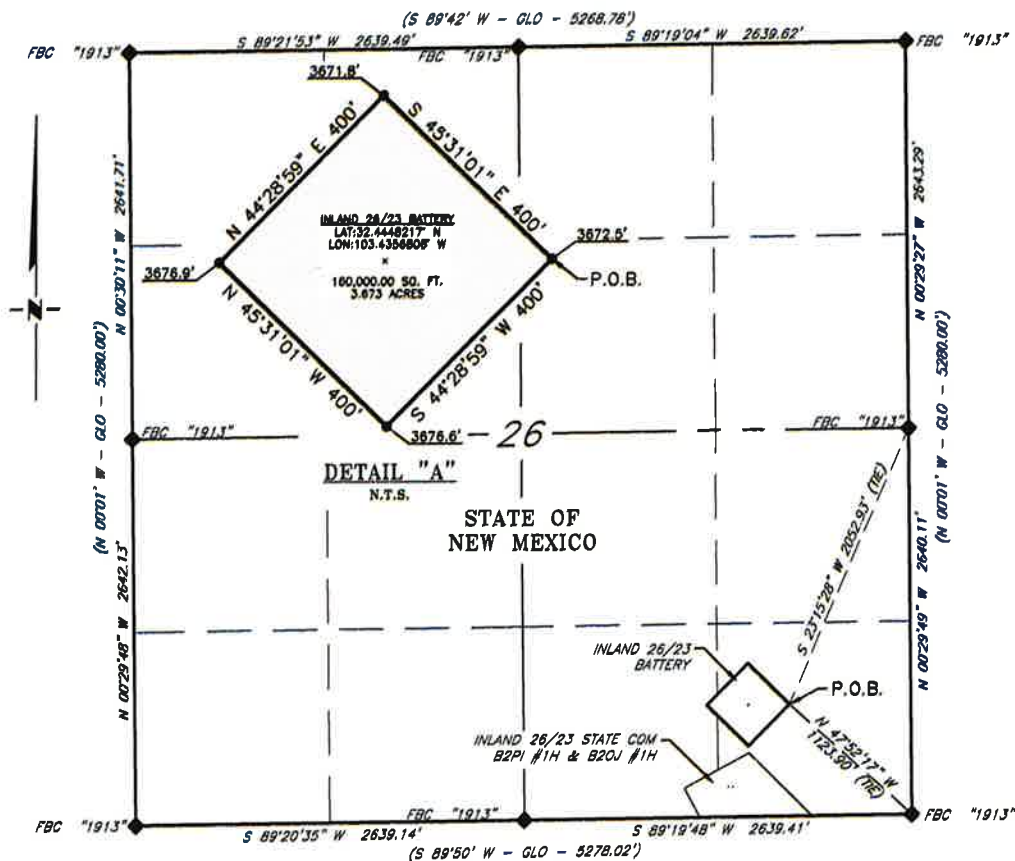 (S 89°42' W - GLO - 5268.78')
S 89°21'53" W 2639.49'
S 89°19'04" W 2639.62'
FBC "1913"
FBC "1913"
FBC "1913"
3671.8'
N 44°28'59" E 400'
S 45°31'01" E 400'
INLAND 26/23 BATTERY
LAT:32.4448217° N
LON:103.4356806° W
×
160,000.00 SQ. FT.
3.673 ACRES
3672.5'
P.O.B.
3676.9'
N 45°31'01" W 400'
S 44°28'59" W 400'
3676.6'
-N-
N 00°30'11" W 2641.71'
(N 00°01' W - GLO - 5280.00')
N 00°29'27" W 2643.29'
(N 00°01' W - GLO - 5280.00')
FBC "1913"
26
FBC "1913"
DETAIL "A"
N.T.S.
STATE OF
NEW MEXICO
N 00°29'48" W 2642.13'
N 00°29'49" W 2640.11'
S 23°15'28" W 2052.93' (TIE)
INLAND 26/23
BATTERY
P.O.B.
N 47°52'17" W
1123.90' (TIE)
INLAND 26/23 STATE COM
B2PI #1H & B2OJ #1H
FBC "1913"
FBC "1913"
FBC "1913"
S 89°20'35" W 2639.14'
S 89°19'48" W 2639.41'
(S 89°50' W - GLO - 5278.02')